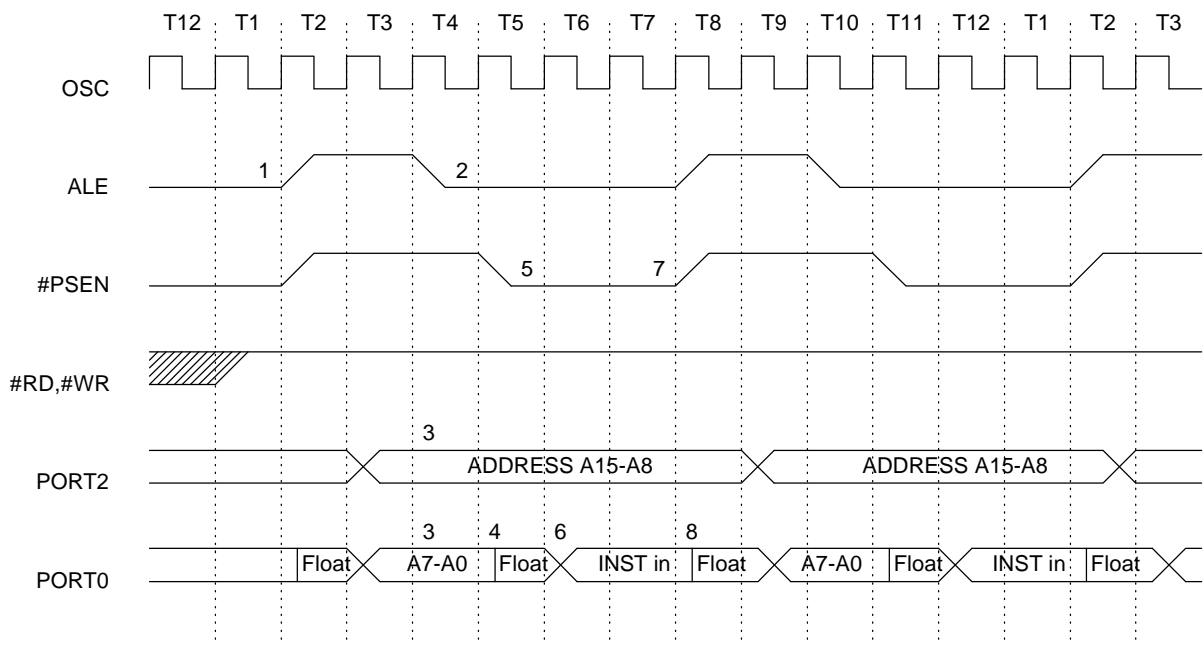 T12 T1 T2 T3 T4 T5 T6 T7 T8 T9 T10 T11 T12 T1 T2 T3
OSC
1 2
ALE
5 7
#PSEN
#RD,#WR
3
ADDRESS A15-A8 ADDRESS A15-A8
PORT2
3 4 6 8
Float A7-A0 Float INST in Float A7-A0 Float INST in Float
PORT0